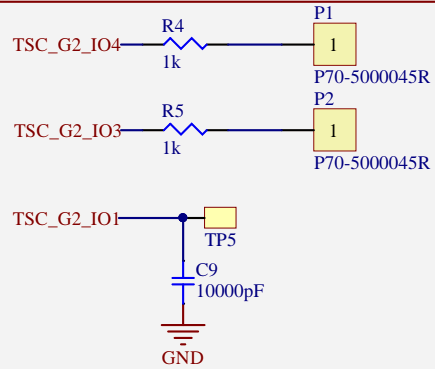 P1
R4
TSC_G2_IO4
1
1k
P70-5000045R
P2
R5
TSC_G2_IO3
1
1k
P70-5000045R
TSC_G2_IO1
TP5
C9
10000pF
GND